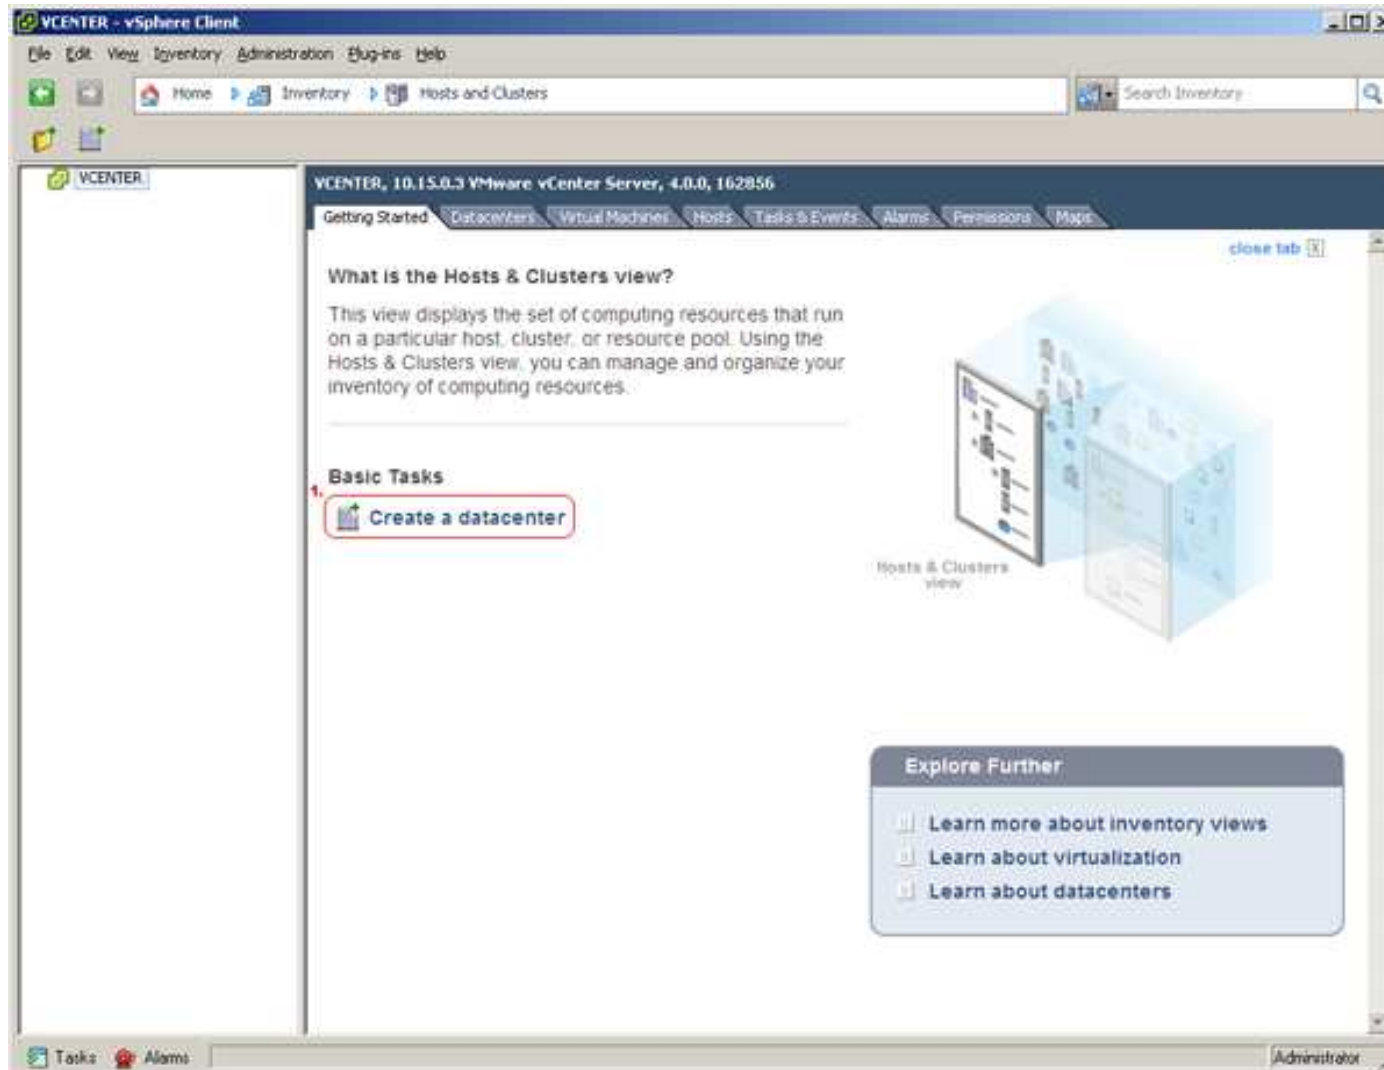 VCENTER - vSphere Client
File Edit View Inventory Administration Plug-ins Help
Home Inventory Hosts and Clusters
Search Inventory
VCENTER
VCENTER, 10.15.0.3 VMware vCenter Server, 4.0.0, 162856
Getting Started Datacenters Virtual Machines Hosts Tasks & Events Alarms Permissions Maps
close tab [X]
What is the Hosts & Clusters view?
This view displays the set of computing resources that run
on a particular host, cluster, or resource pool. Using the
Hosts & Clusters view, you can manage and organize your
inventory of computing resources.
Basic Tasks
1.
Create a datacenter
Hosts & Clusters
view
Explore Further
Learn more about inventory views
Learn about virtualization
Learn about datacenters
Tasks Alarms
Administrator